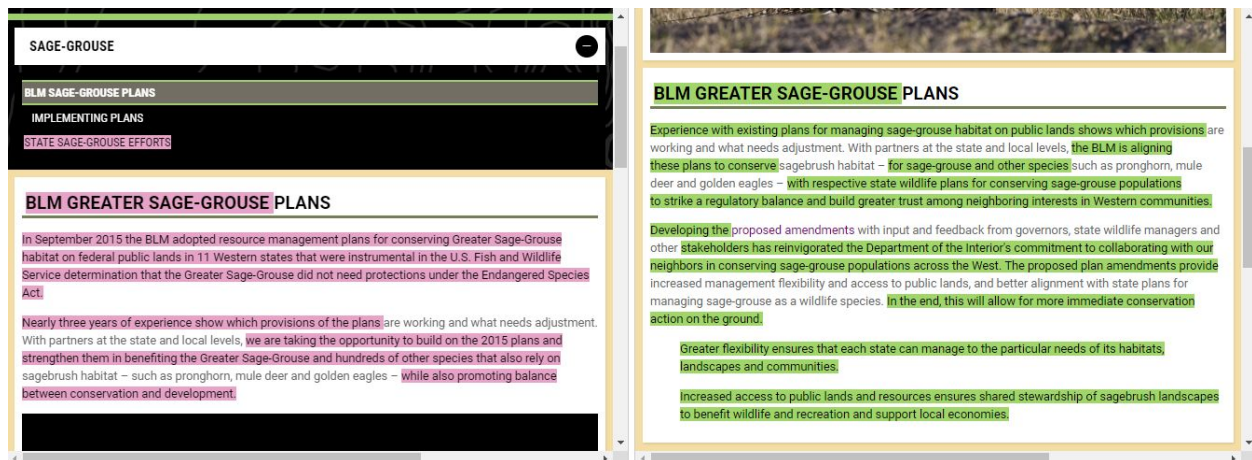 SAGE-GROUSE
BLM SAGE-GROUSE PLANS
IMPLEMENTING PLANS
STATE SAGE-GROUSE EFFORTS
BLM GREATER SAGE-GROUSE PLANS
In September 2015 the BLM adopted resource management plans for conserving Greater Sage-Grouse
habitat on federal public lands in 11 Western states that were instrumental in the U.S. Fish and Wildlife
Service determination that the Greater Sage-Grouse did not need protections under the Endangered Species
Act.
Nearly three years of experience show which provisions of the plans are working and what needs adjustment.
With partners at the state and local levels, we are taking the opportunity to build on the 2015 plans and
strengthen them in benefiting the Greater Sage-Grouse and hundreds of other species that also rely on
sagebrush habitat – such as pronghorn, mule deer and golden eagles – while also promoting balance
between conservation and development.
BLM GREATER SAGE-GROUSE PLANS
Experience with existing plans for managing sage-grouse habitat on public lands shows which provisions are
working and what needs adjustment. With partners at the state and local levels, the BLM is aligning
these plans to conserve sagebrush habitat – for sage-grouse and other species such as pronghorn, mule
deer and golden eagles – with respective state wildlife plans for conserving sage-grouse populations
to strike a regulatory balance and build greater trust among neighboring interests in Western communities.
Developing the proposed amendments with input and feedback from governors, state wildlife managers and
other stakeholders has reinvigorated the Department of the Interior's commitment to collaborating with our
neighbors in conserving sage-grouse populations across the West. The proposed plan amendments provide
increased management flexibility and access to public lands, and better alignment with state plans for
managing sage-grouse as a wildlife species. In the end, this will allow for more immediate conservation
action on the ground.
Greater flexibility ensures that each state can manage to the particular needs of its habitats,
landscapes and communities.
Increased access to public lands and resources ensures shared stewardship of sagebrush landscapes
to benefit wildlife and recreation and support local economies.